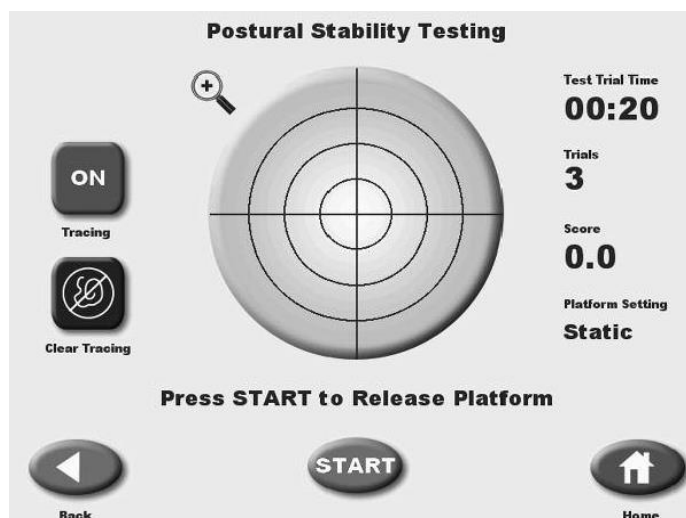 Postural Stability Testing
Test Trial Time
00:20
Trials
3
ON
Tracing
Score
0.0
Platform Setting
Static
Clear Tracing
Press START to Release Platform
START
Back
Home